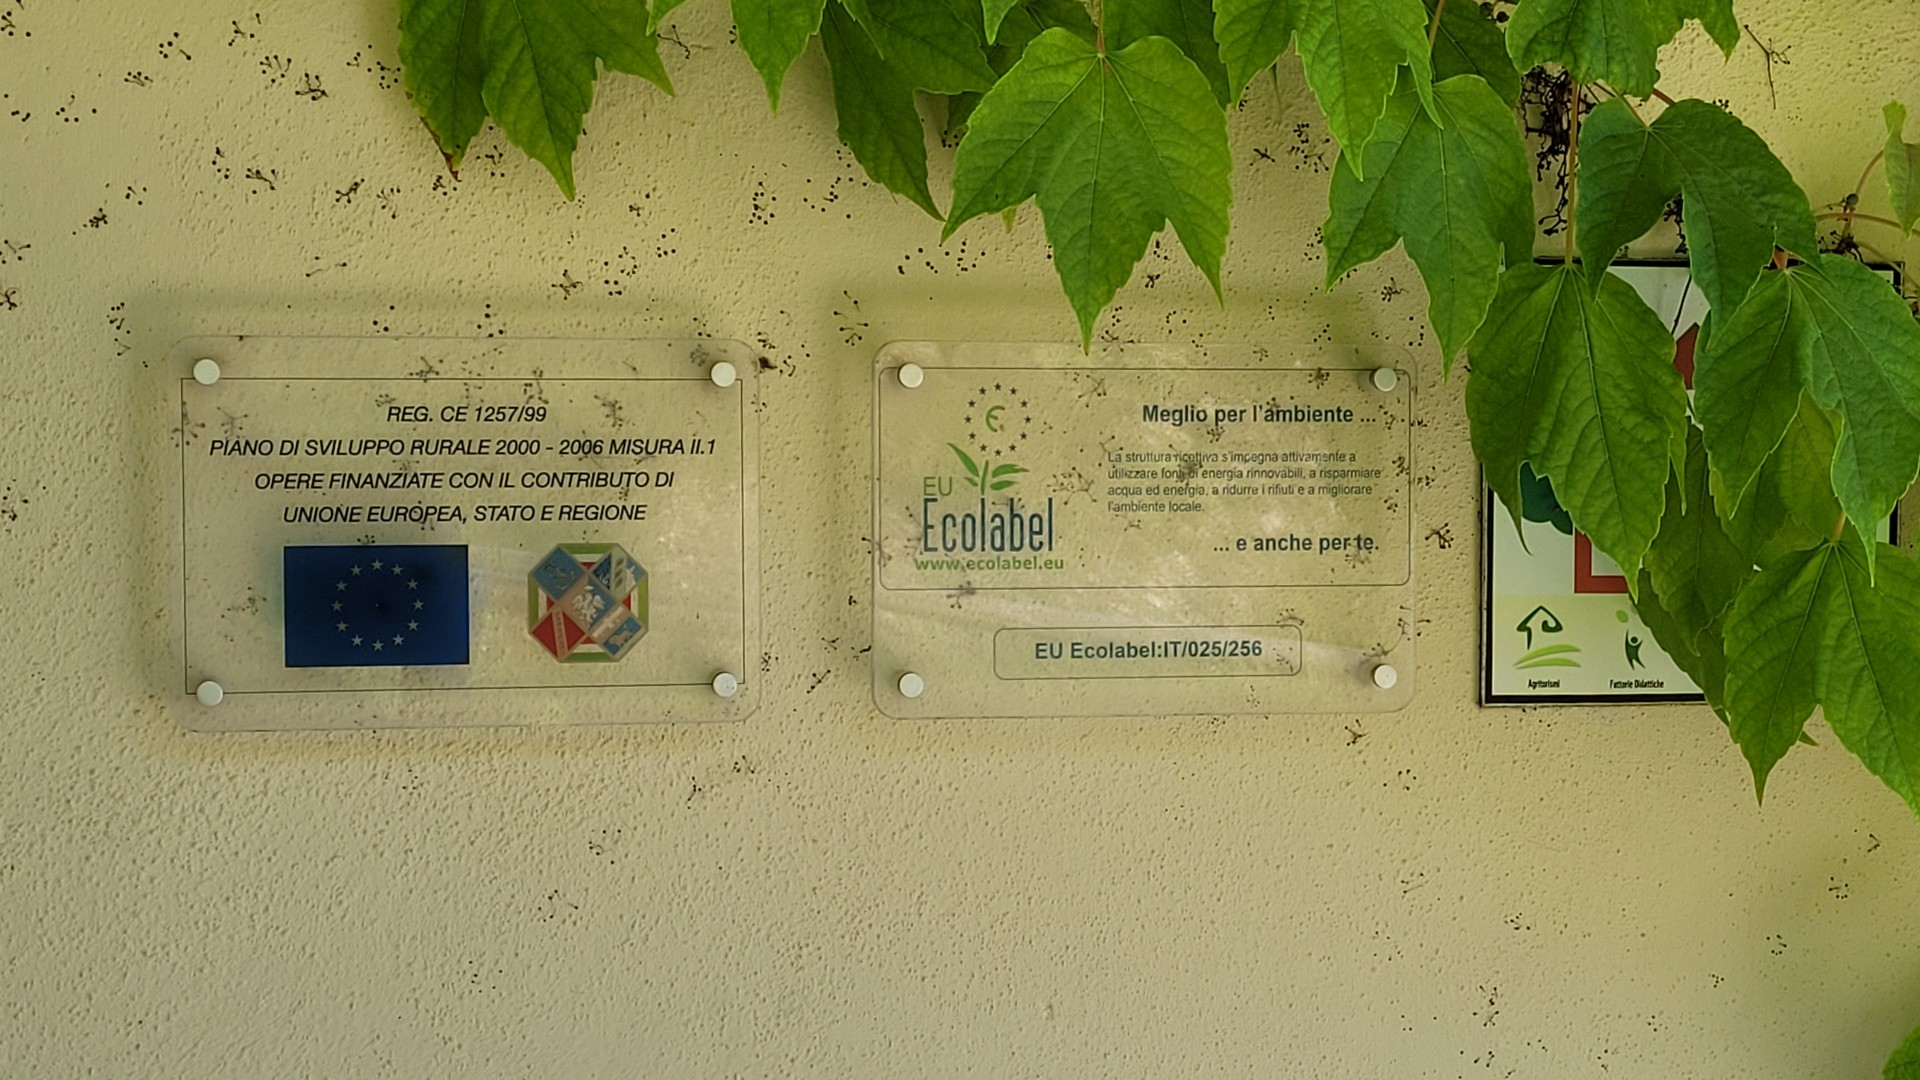 REG. CE 1257/99
PIANO DI SVILUPPO RURALE 2000 - 2006 MISURA II.1
OPERE FINANZIATE CON IL CONTRIBUTO DI
UNIONE EUROPEA, STATO E REGIONE
EU
Ecolabel
www.ecolabel.eu
Meglio per l'ambiente ...
La struttura ricettiva s'impegna attivamente a
utilizzare fonti di energia rinnovabili, a risparmiare
acqua ed energia, a ridurre i rifiuti e a migliorare
l'ambiente locale.
... e anche per te.
EU Ecolabel:IT/025/256
Agriturismi
Fattorie Didattiche